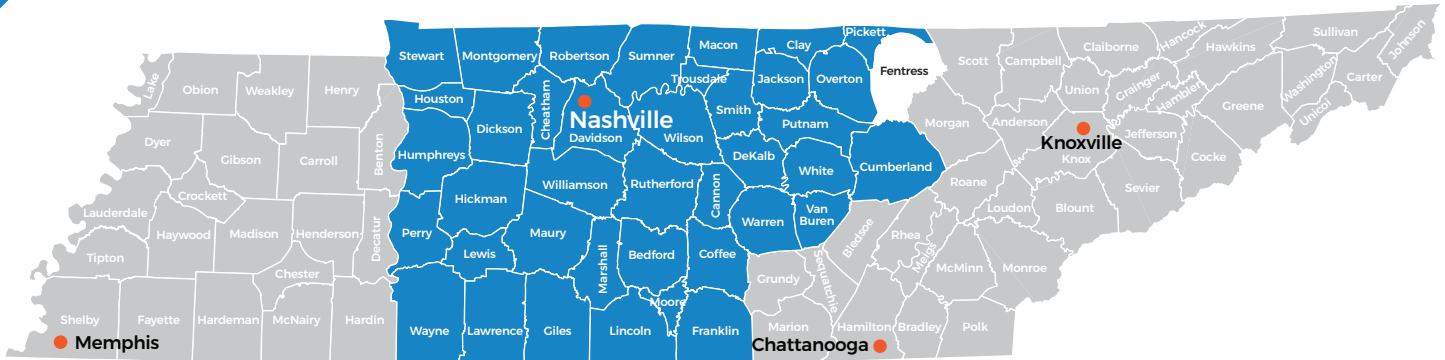 Stewart
Montgomery
Robertson
Sumner
Macon
Clay
Pickett
Fentress
Scott
Campbell
Claiborne
Hancock
Hawkins
Sullivan
Johnson
Lake
Obion
Weakley
Henry
Houston
Cheatham
Trousdale
Jackson
Overton
Union
Grainger
Hamblen
Washington
Carter
Unicoi
Greene
Dyer
Gibson
Carroll
Benton
Humphreys
Dickson
Nashville
Davidson
Wilson
Smith
Putnam
Morgan
Anderson
Knoxville
Knox
Jefferson
Cocke
Lauderdale
Crockett
Hickman
Williamson
Rutherford
Cannon
DeKalb
White
Cumberland
Roane
Loudon
Blount
Sevier
Tipton
Haywood
Madison
Henderson
Decatur
Perry
Lewis
Maury
Marshall
Bedford
Coffee
Warren
Van
Buren
Bledsoe
Rhea
Meigs
McMinn
Monroe
Chester
Moore
Grundy
Sequatchie
Shelby
Fayette
Hardeman
McNairy
Hardin
Wayne
Lawrence
Giles
Lincoln
Franklin
Marion
Hamilton
Bradley
Polk
Memphis
Chattanooga